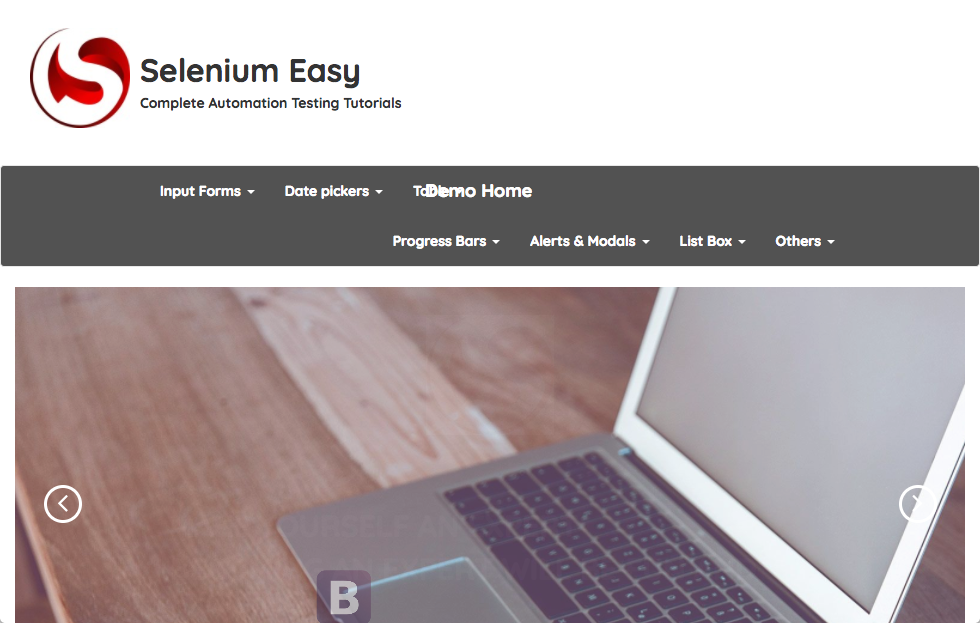 Selenium Easy
Complete Automation Testing Tutorials
Input Forms Date pickers Table Demo Home
Progress Bars Alerts & Modals List Box Others
B